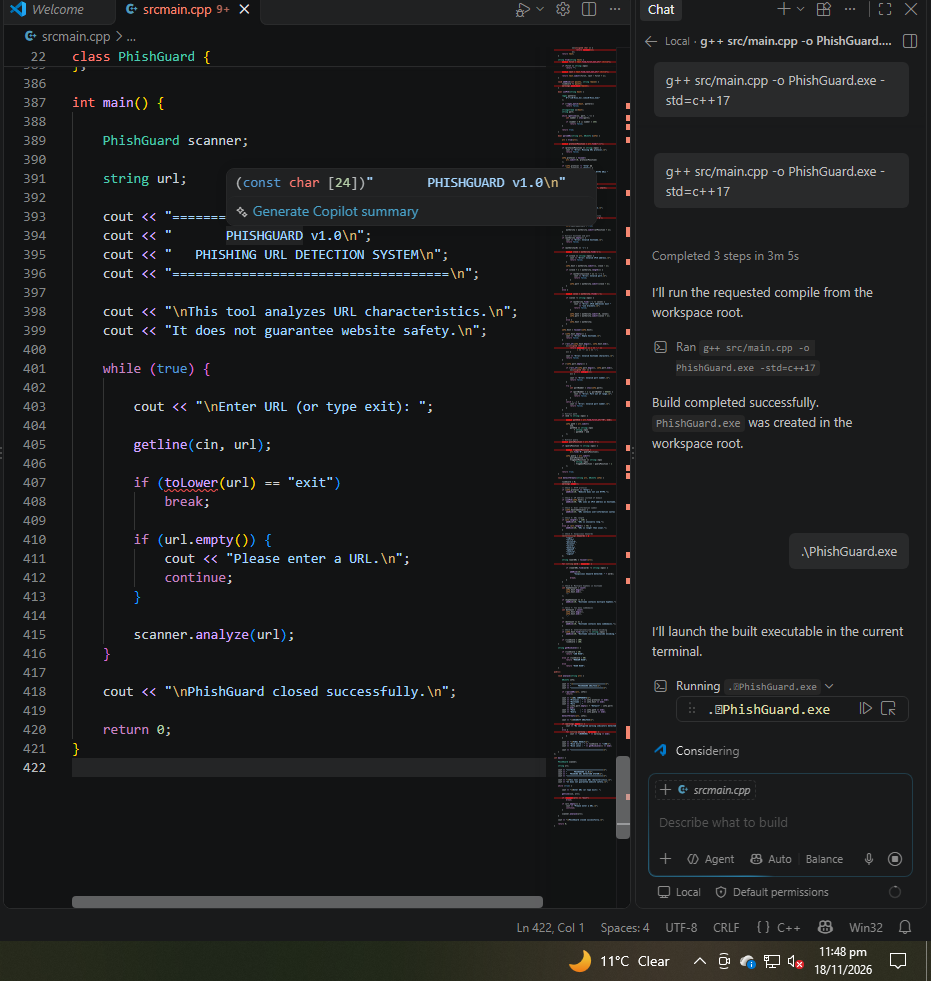 Welcome
srcmain.cpp 9+
srcmain.cpp > ...
22 class PhishGuard {
386
387 int main() {
388
389 PhishGuard scanner;
390
391 string url;
392
(const char [24])" PHISHGUARD v1.0\n"
Generate Copilot summary
393 cout << "=======
394 cout << " PHISHGUARD v1.0\n";
395 cout << " PHISHING URL DETECTION SYSTEM\n";
396 cout << "====================================\n";
397
398 cout << "\nThis tool analyzes URL characteristics.\n";
399 cout << "It does not guarantee website safety.\n";
400
401 while (true) {
402
403 cout << "\nEnter URL (or type exit): ";
404
405 getline(cin, url);
406
407 if (toLower(url) == "exit")
408 break;
409
410 if (url.empty()) {
411 cout << "Please enter a URL.\n";
412 continue;
413 }
414
415 scanner.analyze(url);
416 }
417
418 cout << "\nPhishGuard closed successfully.\n";
419
420 return 0;
421 }
422
Chat
Local · g++ src/main.cpp -o PhishGuard....
g++ src/main.cpp -o PhishGuard.exe -
std=c++17
g++ src/main.cpp -o PhishGuard.exe -
std=c++17
Completed 3 steps in 3m 5s
I'll run the requested compile from the
workspace root.
Ran g++ src/main.cpp -o
PhishGuard.exe -std=c++17
Build completed successfully.
PhishGuard.exe was created in the
workspace root.
.\PhishGuard.exe
I'll launch the built executable in the current
terminal.
Running .PhishGuard.exe
.PhishGuard.exe
Considering
srcmain.cpp
Describe what to build
Agent Auto Balance
Local Default permissions
Ln 422, Col 1 Spaces: 4 UTF-8 CRLF {} C++ Win32
11°C Clear
11:48 pm
18/11/2026